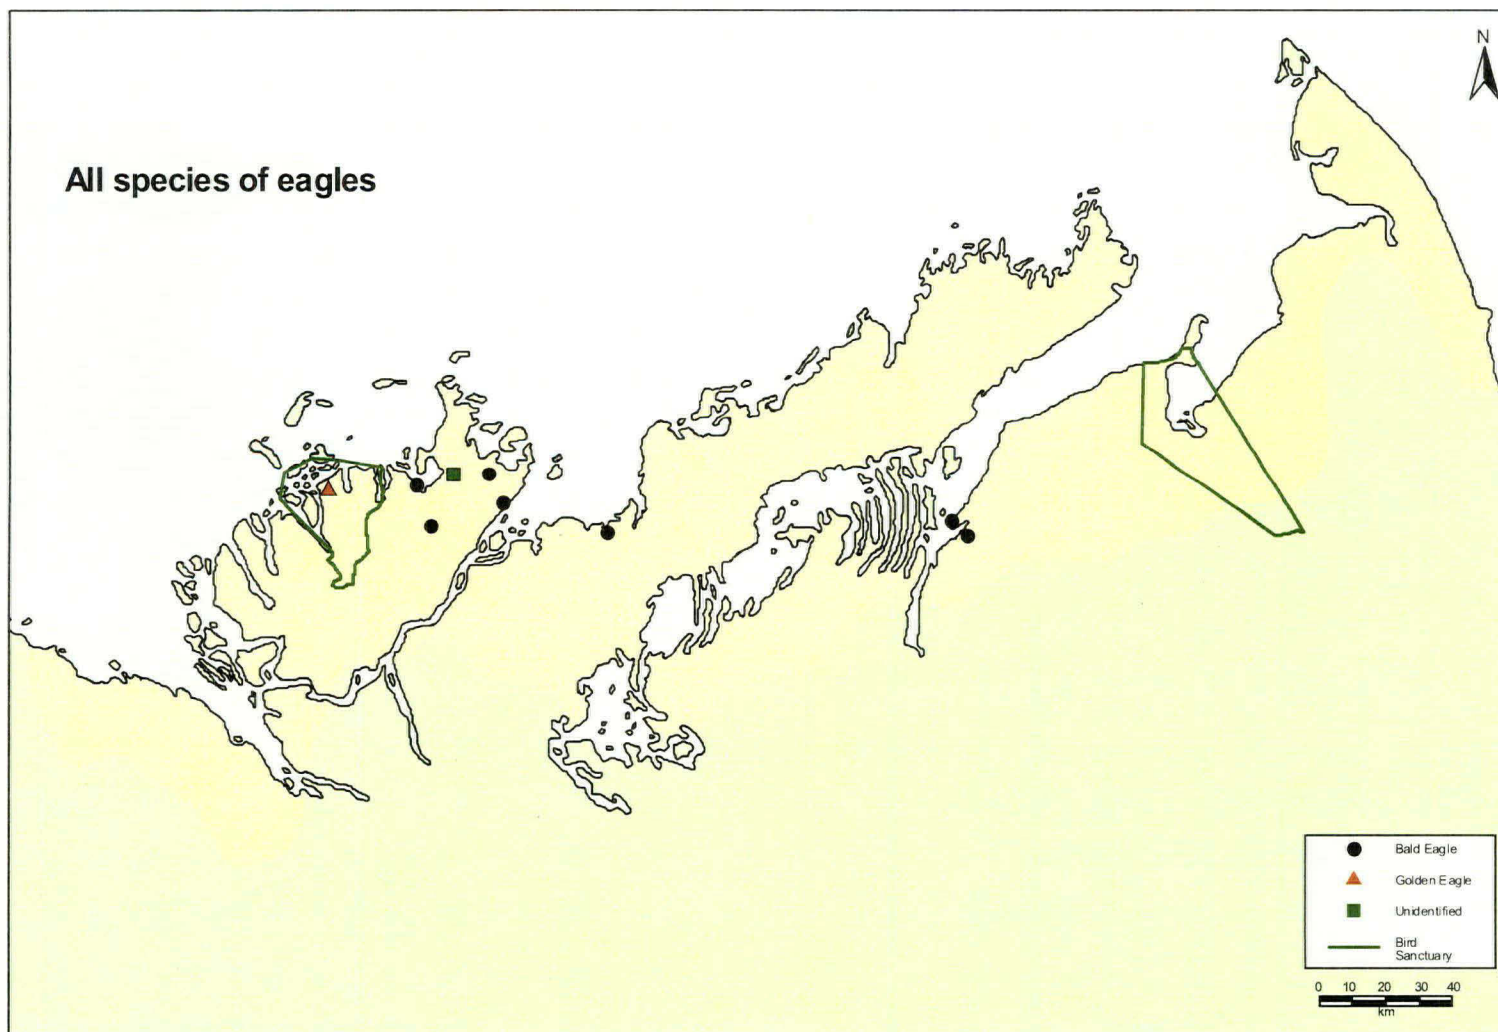 N
All species of eagles
Bald Eagle
Golden Eagle
Unidentified
Bird
Sanctuary
0 10 20 30 40
km